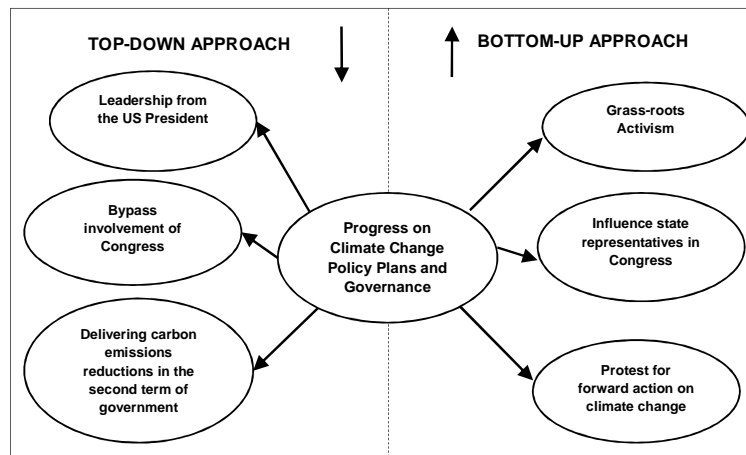 TOP-DOWN APPROACH
Leadership from
the US President
Bypass
involvement of
Congress
Delivering carbon
emissions
reductions in the
second term of
government
Progress on
Climate Change
Policy Plans and
Governance
BOTTOM-UP APPROACH
Grass-roots
Activism
Influence state
representatives in
Congress
Protest for
forward action on
climate change